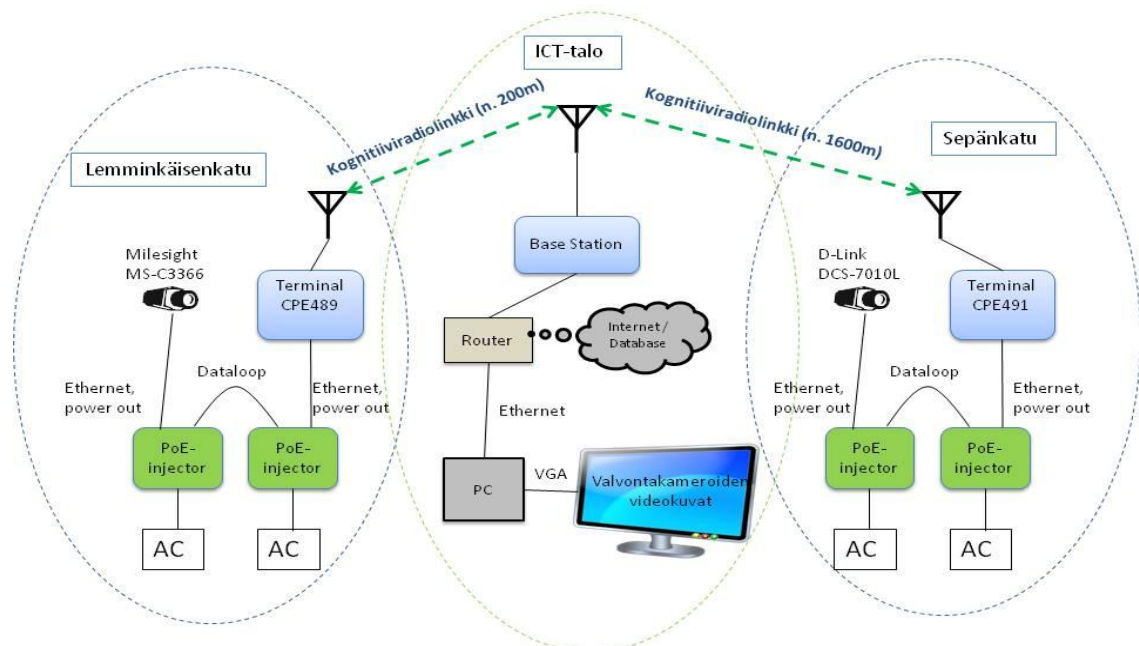 ICT-talo
Kognitiiviradiolinkki (n. 200m)
Kognitiiviradiolinkki (n. 1600m)
Lemminkäisenkatu
Sepänkatu
Milesight
MS-C3366
Terminal
CPE489
Base Station
D-Link
DCS-7010L
Terminal
CPE491
Router
Internet /
Database
Ethernet,
power out
Dataloop
Ethernet,
power out
Ethernet
Ethernet,
power out
Dataloop
Ethernet,
power out
PoE-
injector
PoE-
injector
PC
VGA
Valvontakameroiden
videokuvat
PoE-
injector
PoE-
injector
AC
AC
AC
AC